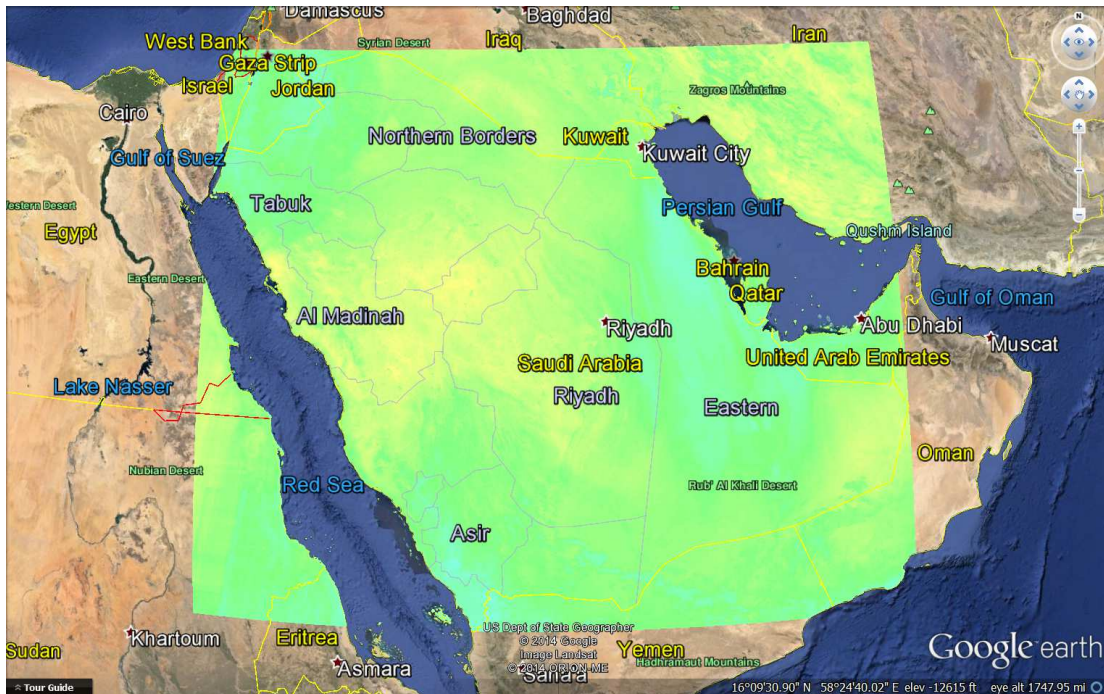 Damascus
Baghdad
N
West Bank
Syrian Desert
Iraq
Iran
Gaza Strip
Israel
Jordan
Zagros Mountains
Cairo
Northern Borders
Kuwait
Kuwait City
Gulf of Suez
Tabuk
Western Desert
Persian Gulf
Egypt
Qushm Island
Eastern Desert
Bahrain
Qatar
Gulf of Oman
Al Madinah
Riyadh
Abu Dhabi
Muscat
Saudi Arabia
United Arab Emirates
Lake Nasser
Riyadh
Eastern
Oman
Nubian Desert
Red Sea
Rub' Al Khali Desert
Asir
US Dept of State Geographer
© 2014 Google
Image Landsat
© 2014 ORION-ME
Khartoum
Eritrea
Sudan
Yemen
Google earth
Asmara
Sana'a
Hadhramaut Mountains
Tour Guide
16°09'30.90" N 58°24'40.02" E elev -12615 ft eye alt 1747.95 mi